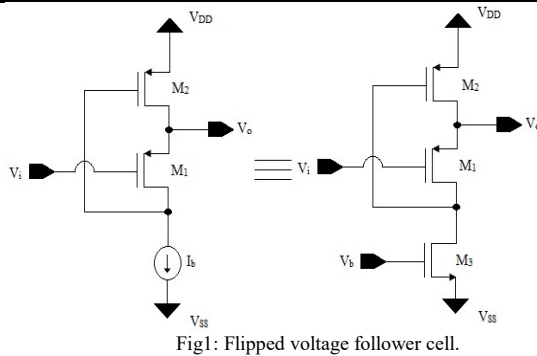 VDD
M2
Vo
Vi
M1
Ib
VSS
VDD
M2
Vi
M1
Vb
M3
VSS
Fig1: Flipped voltage follower cell.